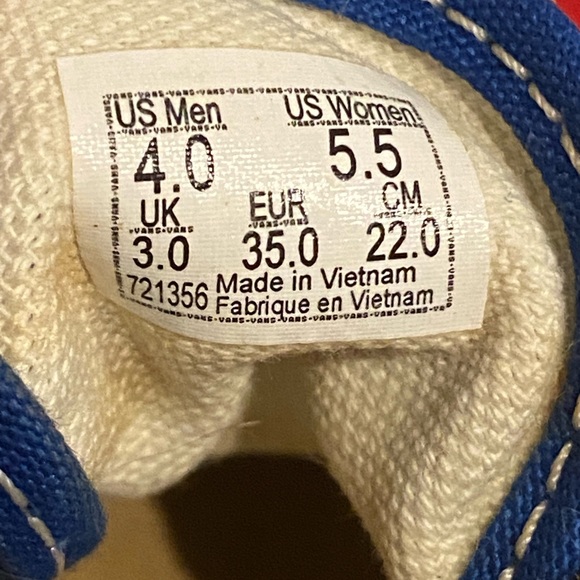 US Men US Women
4.0 5.5
UK EUR CM
3.0 35.0 22.0
721356 Made in Vietnam
Fabrique en Vietnam